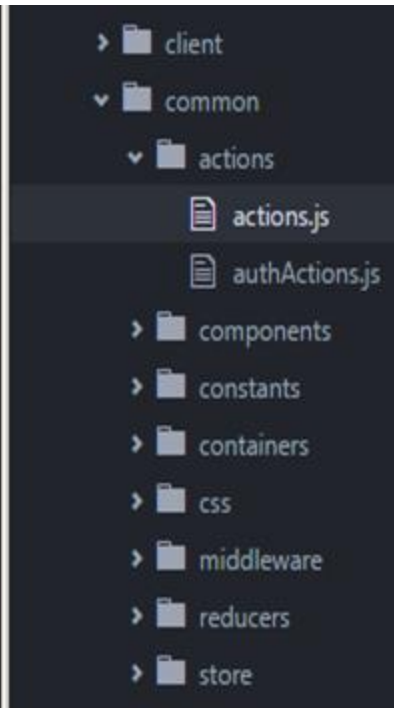 client
common
actions
actions.js
authActions.js
components
constants
containers
css
middleware
reducers
store